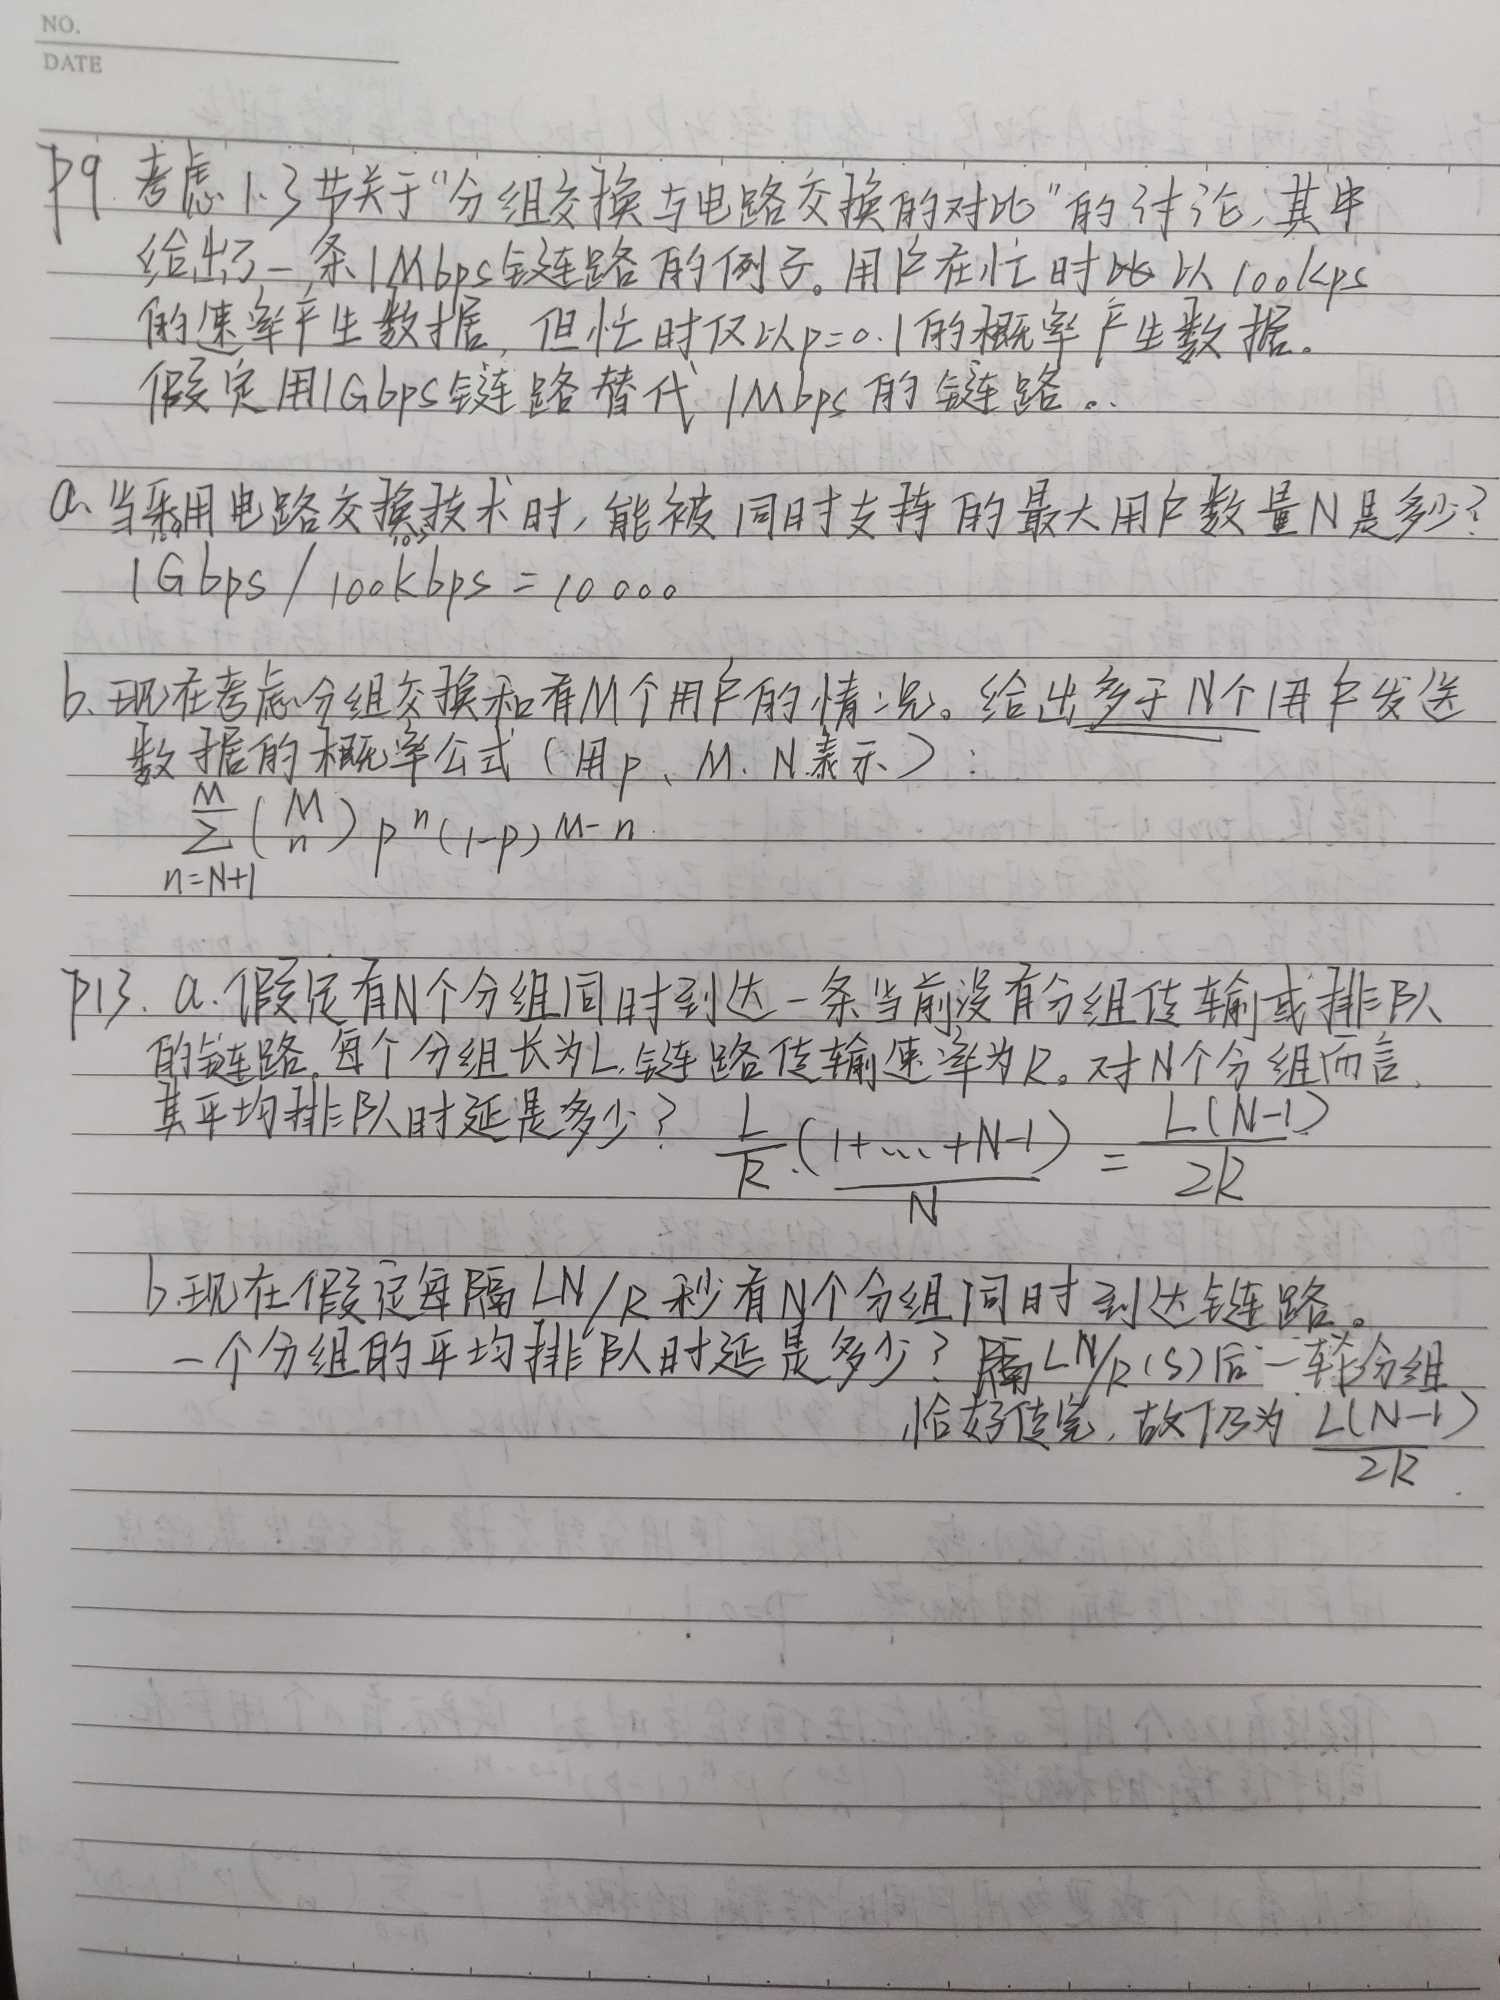 NO.
DATE
P9. 考虑1.3节关于"分组交换与电路交换的对比"的讨论,其中
给出了一条1Mbps链路的例子。用户在忙时以100kps
的速率产生数据,但忙时仅以p=0.1的概率产生数据。
假定用1Gbps链路替代1Mbps的链路。
a、当采用电路交换技术时,能被同时支持的最大用户数量N是多少?
1Gbps/100kbps=10000
b、现在考虑分组交换和有M个用户的情况。给出多于N个用户发送
数据的概率公式(用p、M、N表示):
\sum_{n=N+1}^{M} \binom{M}{n} p^n (1-p)^{M-n}
P13. a.假定有N个分组同时到达一条当前没有分组传输或排队
的链路。每个分组长为L,链路传输速率为R。对N个分组而言,
其平均排队时延是多少? \frac{L}{R}·\frac{(1+...+N-1)}{N} = \frac{L(N-1)}{2R}
b.现在假定每隔LN/R秒有N个分组同时到达链路。
一个分组的平均排队时延是多少?隔LN/R(s)后一轮分组
恰好传完,故仍为\frac{L(N-1)}{2R}.